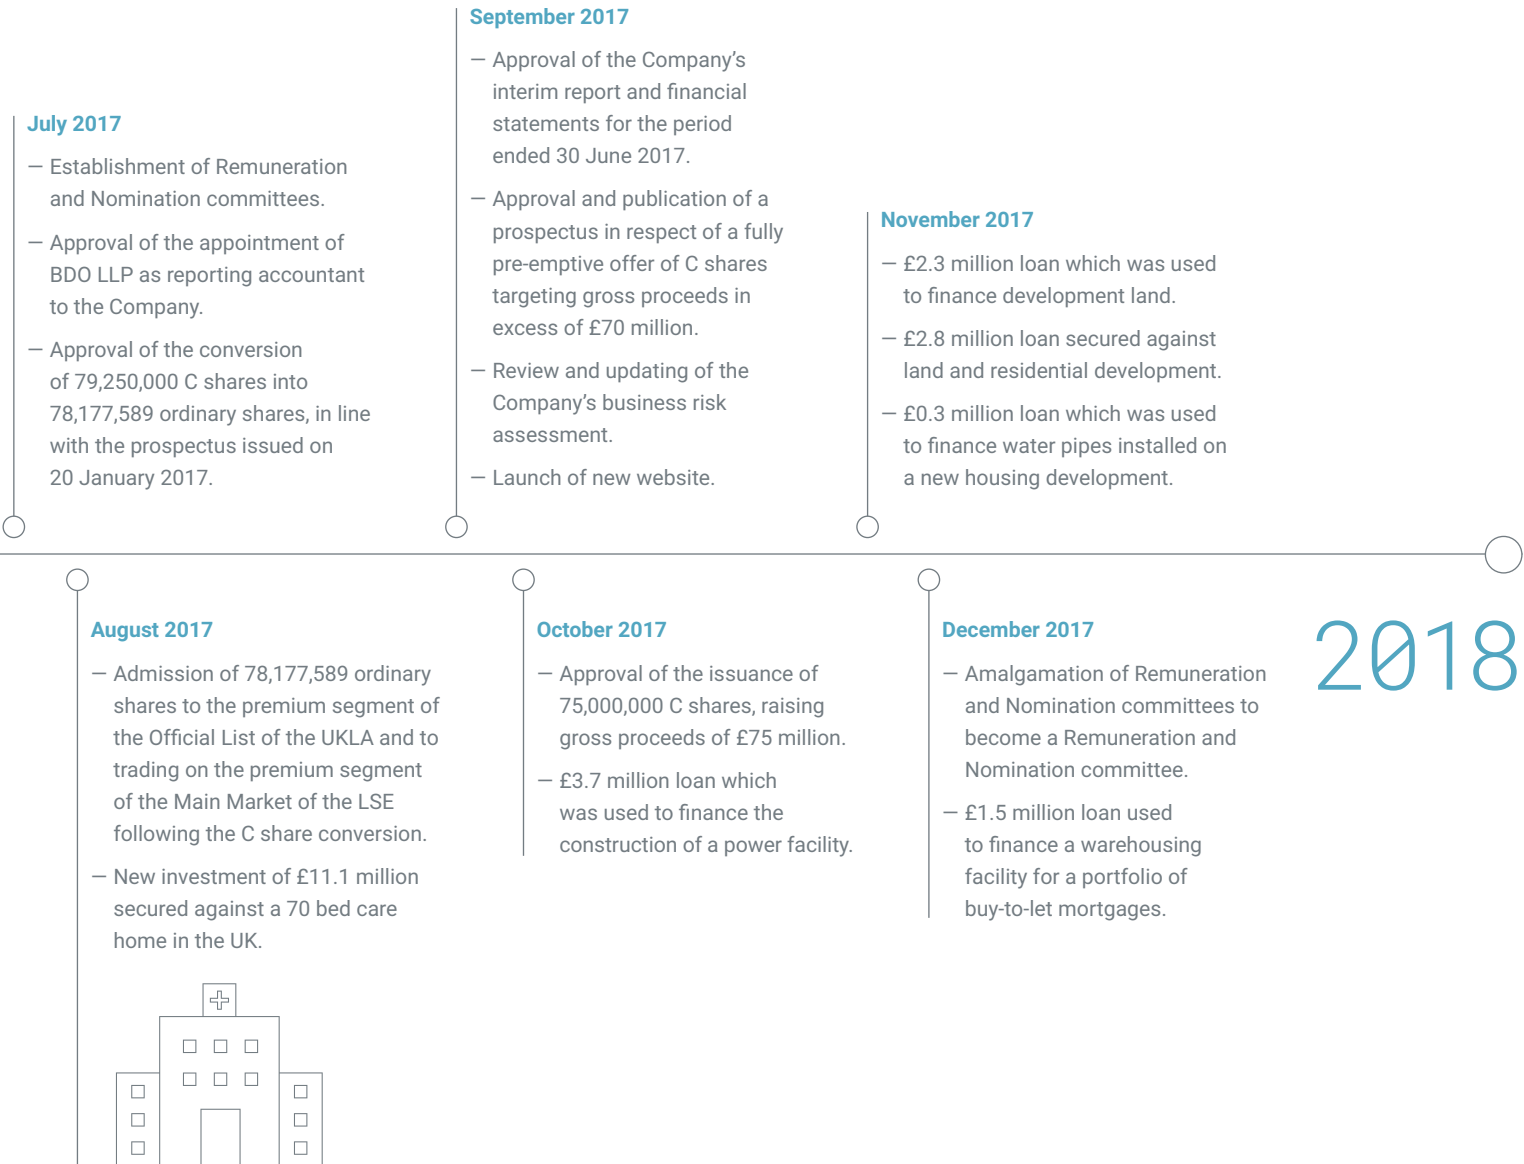 July 2017
— Establishment of Remuneration
and Nomination committees.
— Approval of the appointment of
BDO LLP as reporting accountant
to the Company.
— Approval of the conversion
of 79,250,000 C shares into
78,177,589 ordinary shares, in line
with the prospectus issued on
20 January 2017.
August 2017
— Admission of 78,177,589 ordinary
shares to the premium segment of
the Official List of the UKLA and to
trading on the premium segment
of the Main Market of the LSE
following the C share conversion.
— New investment of £11.1 million
secured against a 70 bed care
home in the UK.
September 2017
— Approval of the Company’s
interim report and financial
statements for the period
ended 30 June 2017.
— Approval and publication of a
prospectus in respect of a fully
pre-emptive offer of C shares
targeting gross proceeds in
excess of £70 million.
— Review and updating of the
Company’s business risk
assessment.
— Launch of new website.
October 2017
— Approval of the issuance of
75,000,000 C shares, raising
gross proceeds of £75 million.
— £3.7 million loan which
was used to finance the
construction of a power facility.
November 2017
— £2.3 million loan which was used
to finance development land.
— £2.8 million loan secured against
land and residential development.
— £0.3 million loan which was used
to finance water pipes installed on
a new housing development.
December 2017
— Amalgamation of Remuneration
and Nomination committees to
become a Remuneration and
Nomination committee.
— £1.5 million loan used
to finance a warehousing
facility for a portfolio of
buy-to-let mortgages.
2018